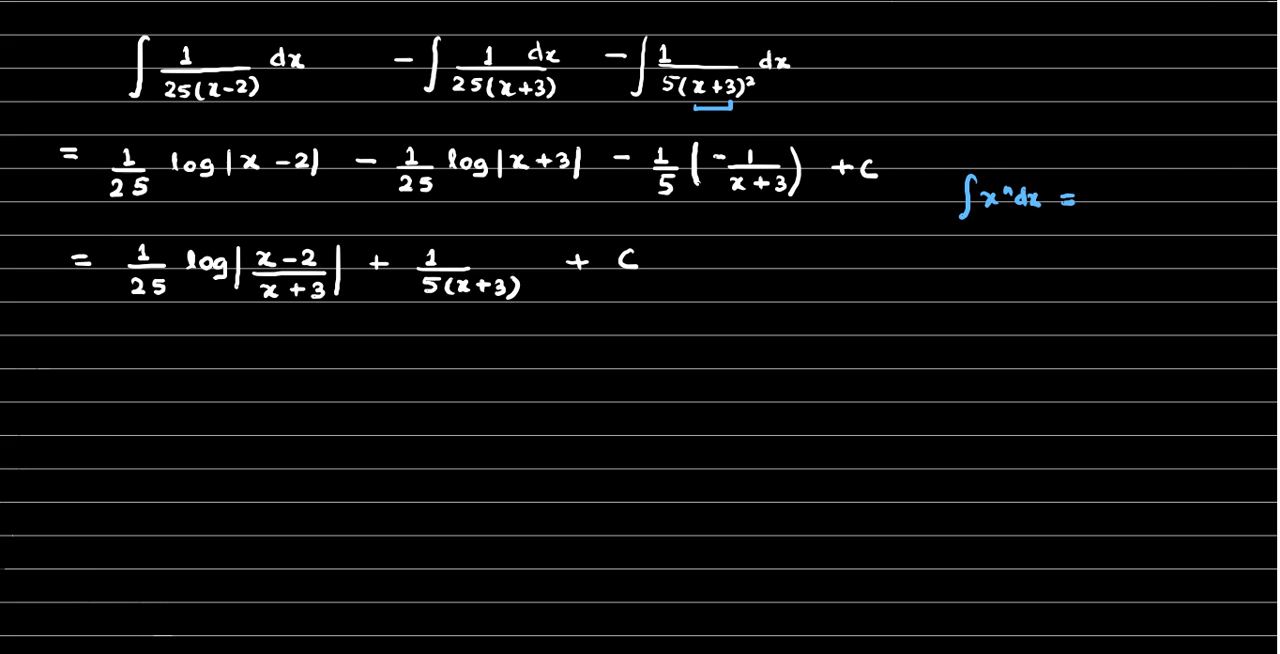 ∫ 1/25(x-2) dx - ∫ 1/25(x+3) dx - ∫ 1/5(x+3)² dx
= 1/25 log|x-2| - 1/25 log|x+3| - 1/5 (-1/x+3) + C
∫xⁿdx =
= 1/25 log|x-2/x+3| + 1/5(x+3) + C